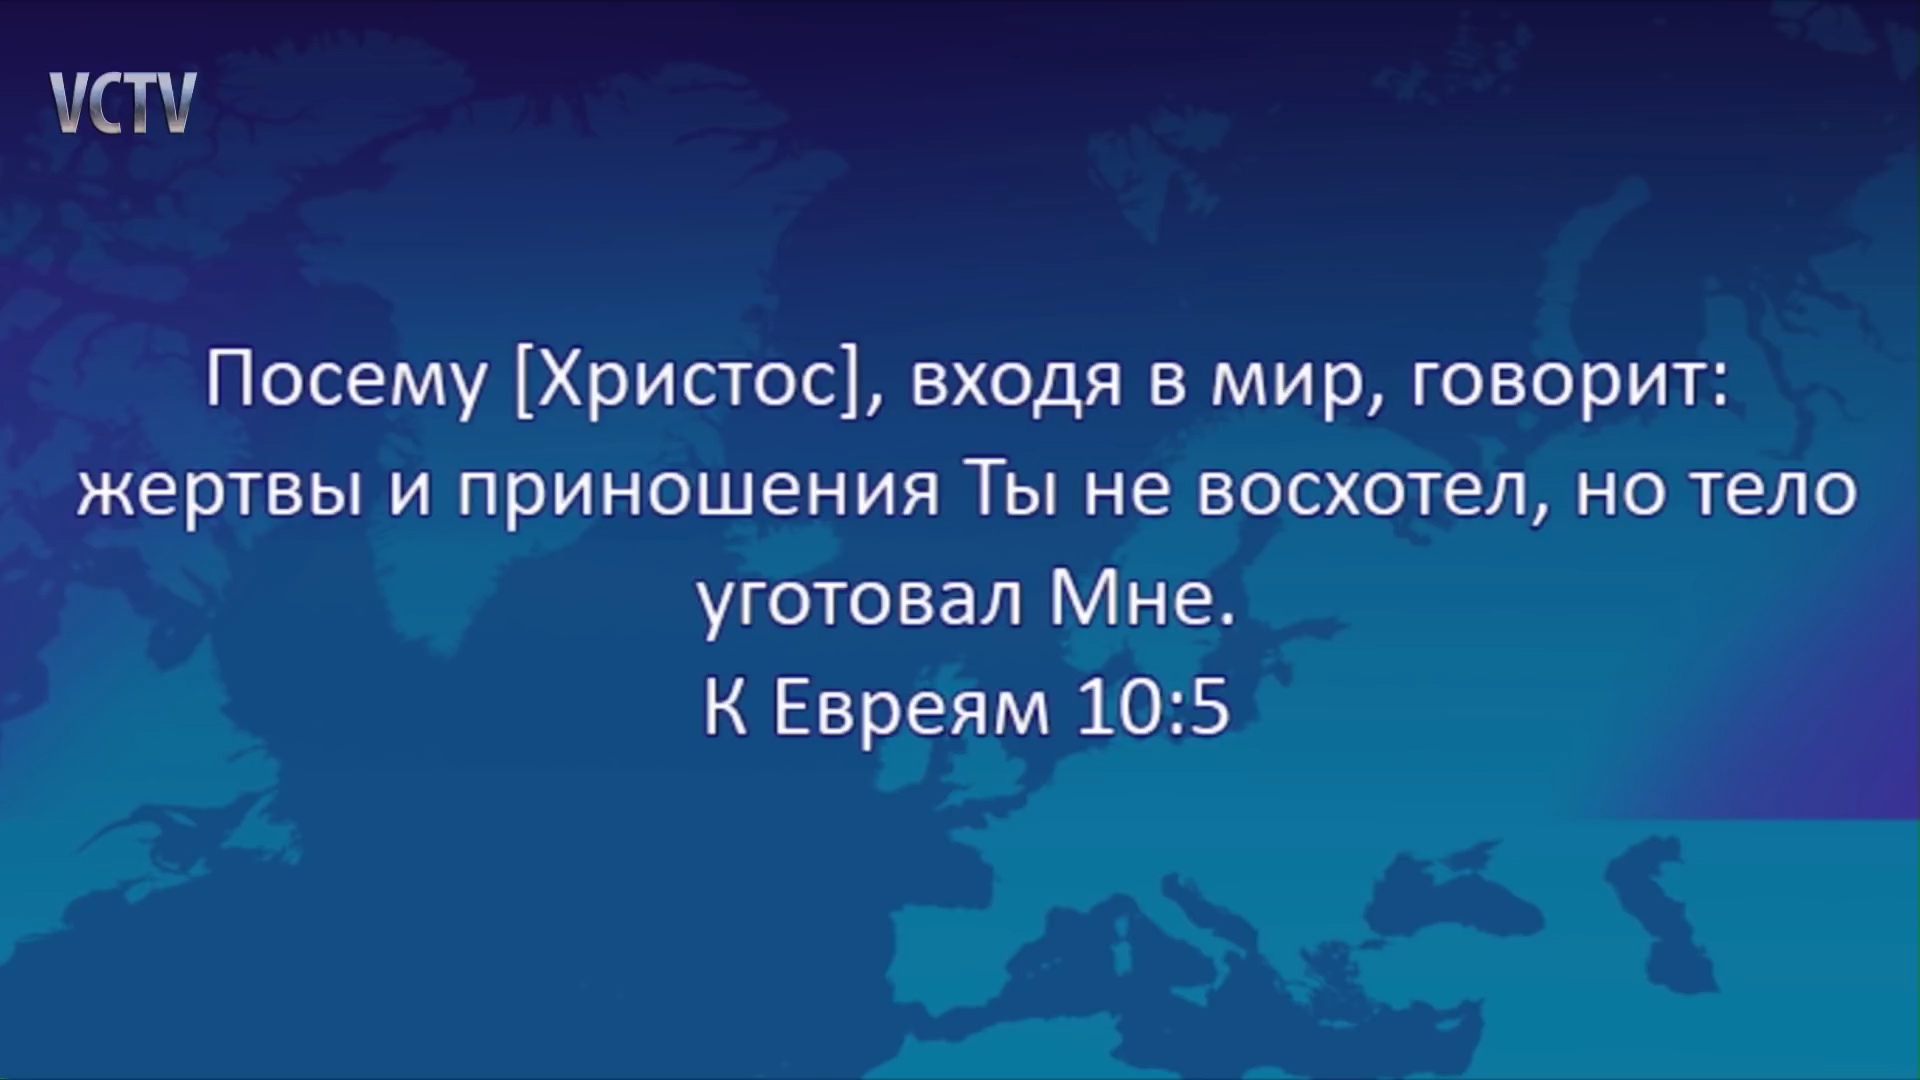 VCTV
Посему [Христос], входя в мир, говорит:
жертвы и приношения Ты не восхотел, но тело
уготовал Мне.
К Евреям 10:5